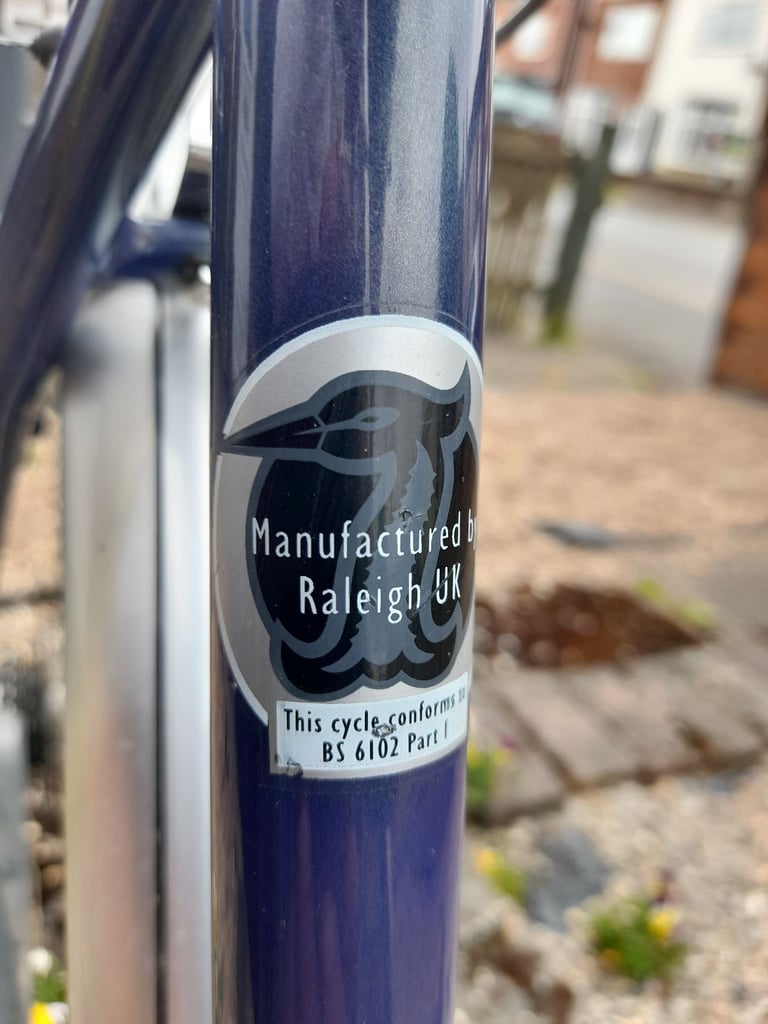 Manufactured by
Raleigh UK
This cycle conforms to
BS 6102 Part 1